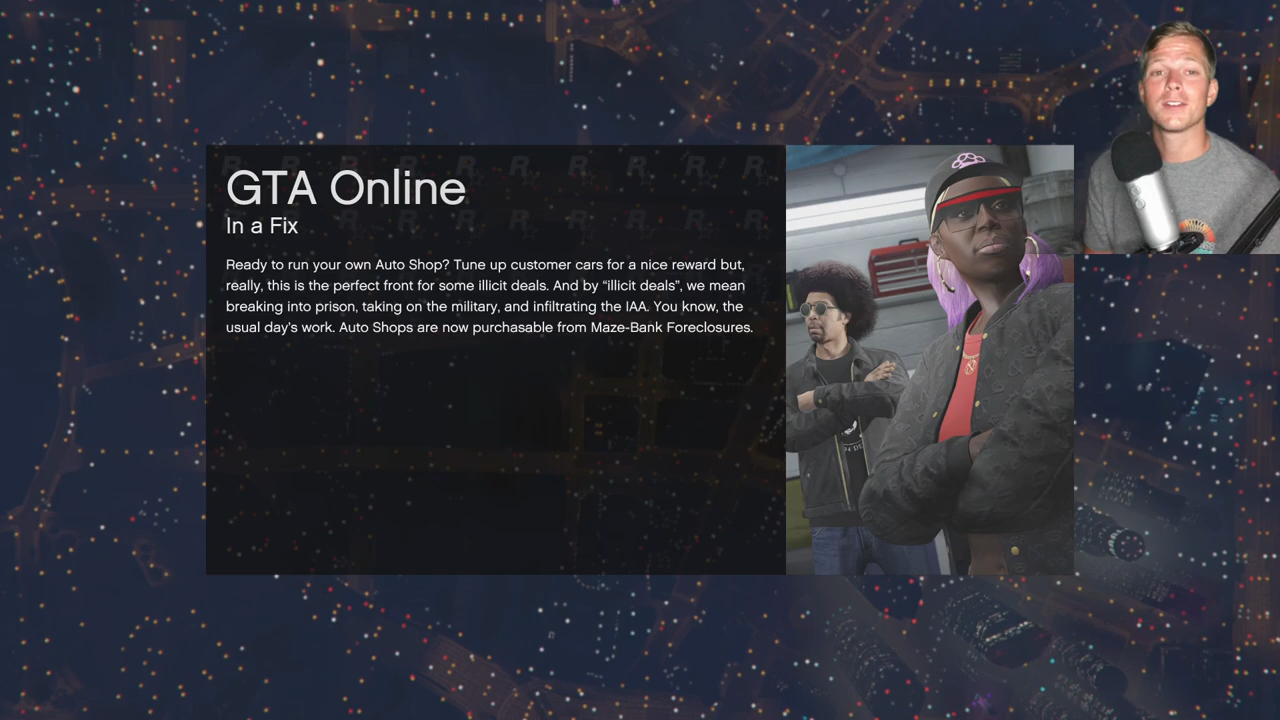 GTA Online
In a Fix
Ready to run your own Auto Shop? Tune up customer cars for a nice reward but,
really, this is the perfect front for some illicit deals. And by “illicit deals”, we mean
breaking into prison, taking on the military, and infiltrating the IAA. You know, the
usual day’s work. Auto Shops are now purchasable from Maze-Bank Foreclosures.